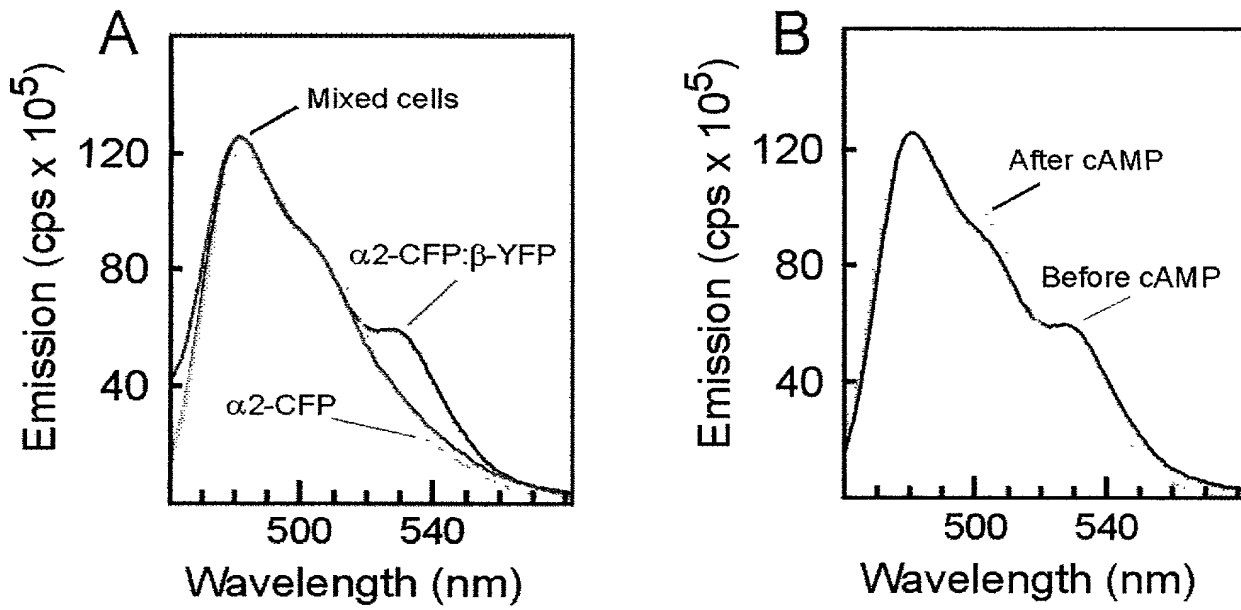 A
Emission (cps x 10⁵)
120
80
40
Mixed cells
α2-CFP:β-YFP
α2-CFP
500
540
Wavelength (nm)
B
Emission (cps x 10⁵)
120
80
40
After cAMP
Before cAMP
500
540
Wavelength (nm)